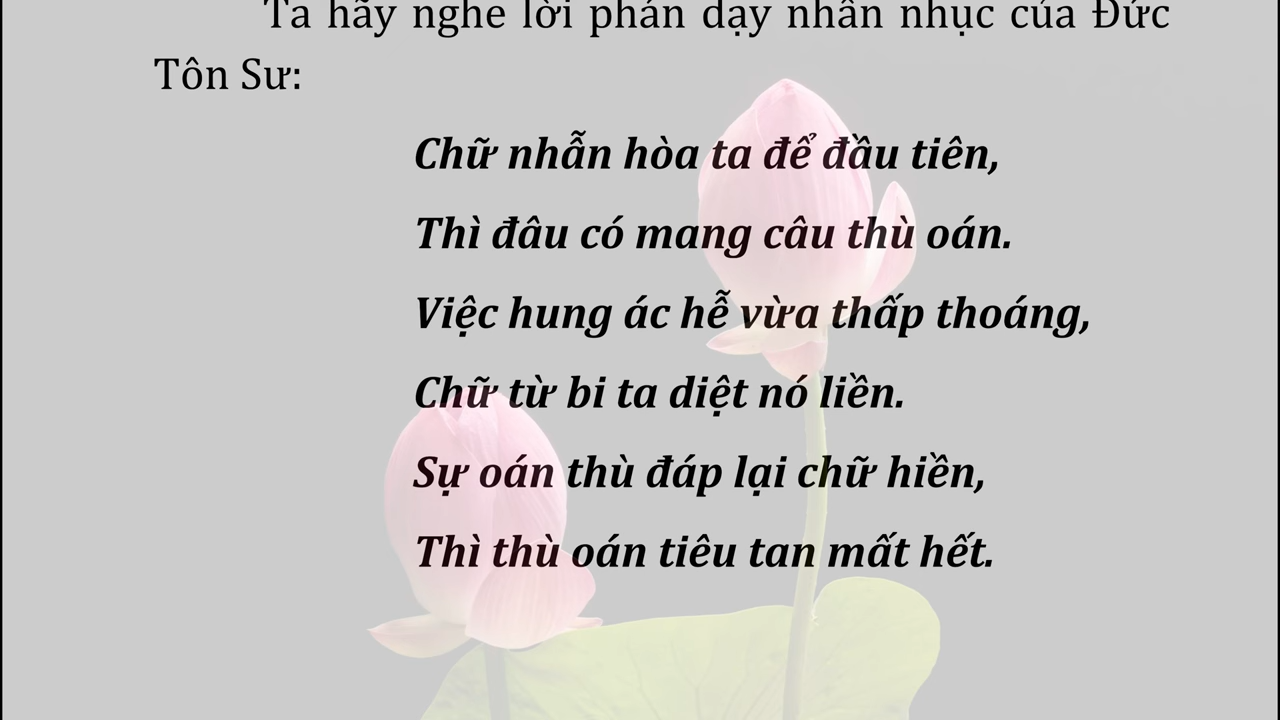 Ta hãy nghe lời phán dạy nhẫn nhục của Đức
Tôn Sư:
Chữ nhẫn hòa ta để đầu tiên,
Thì đâu có mang câu thù oán.
Việc hung ác hễ vừa thấp thoáng,
Chữ từ bi ta diệt nó liền.
Sự oán thù đáp lại chữ hiền,
Thì thù oán tiêu tan mất hết.